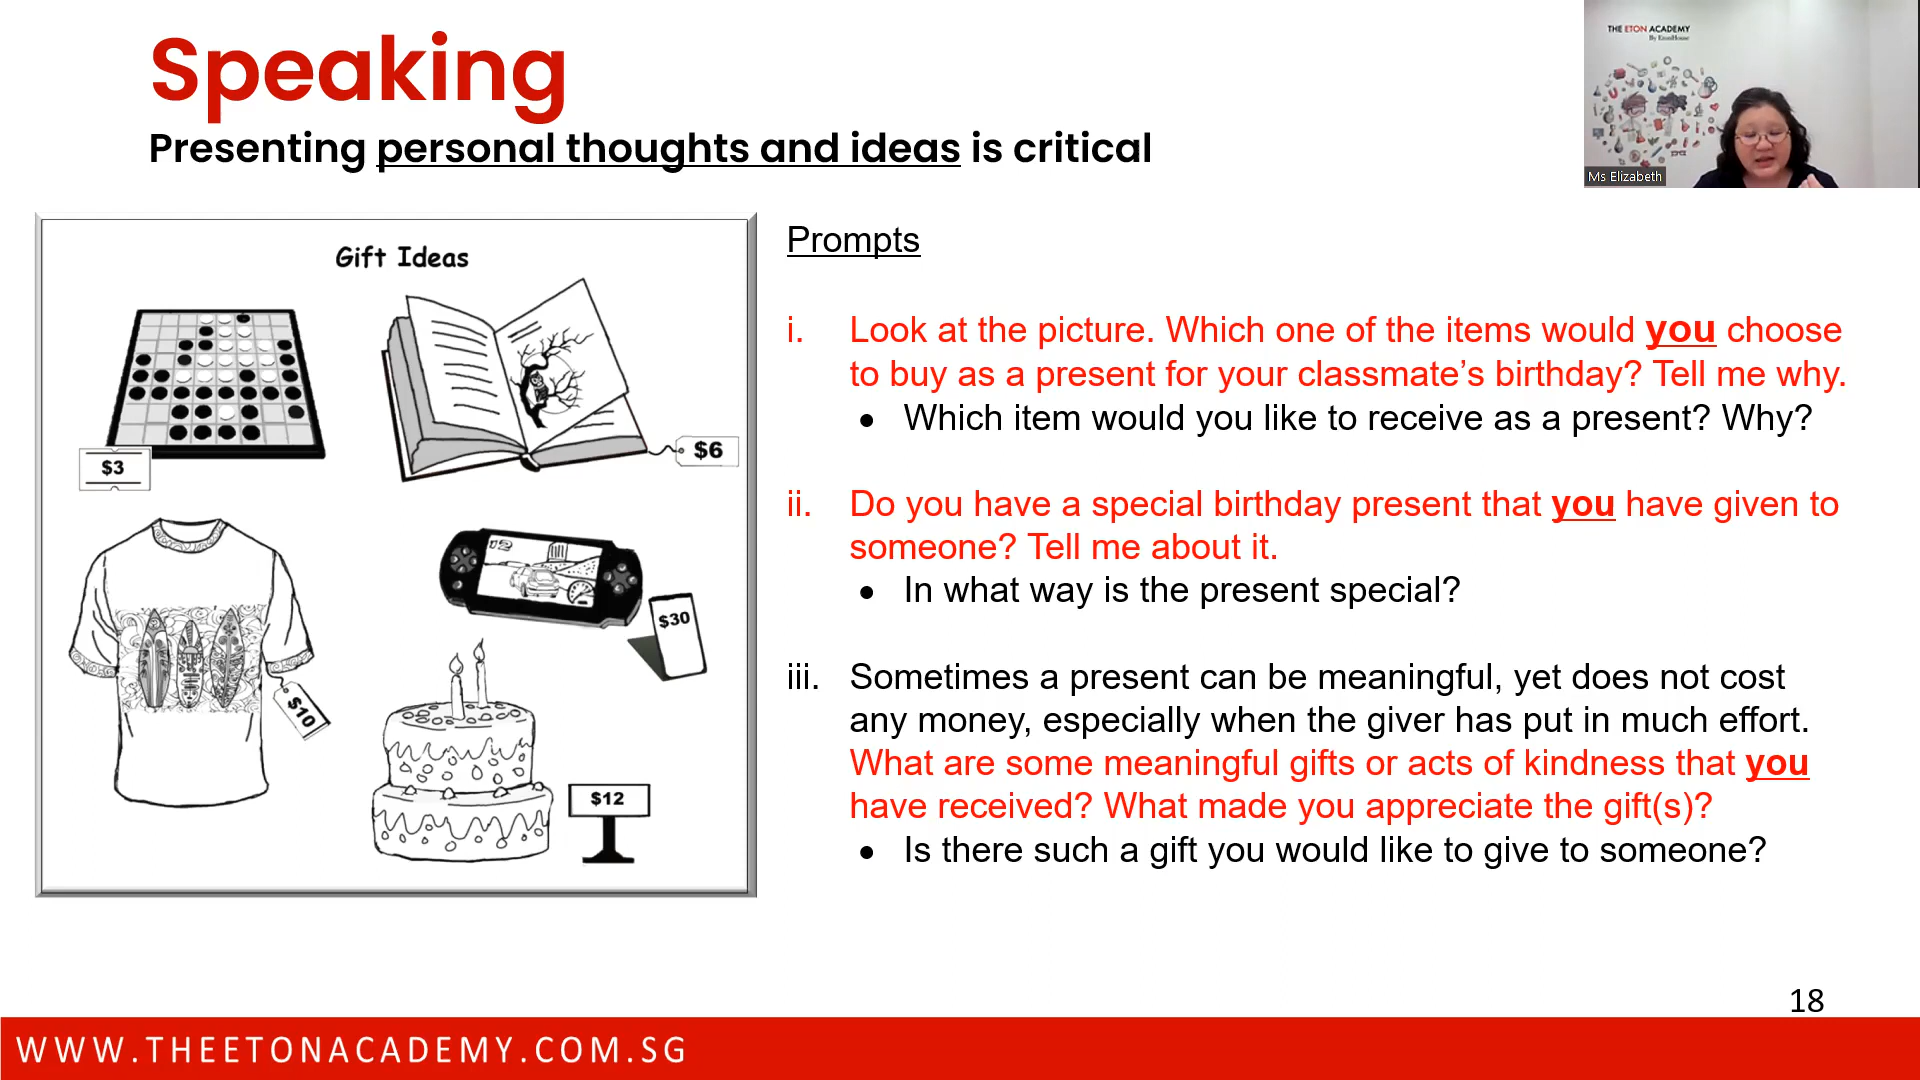 Speaking
Presenting personal thoughts and ideas is critical
THE ETON ACADEMY
By EtonHouse
Ms Elizabeth
Gift Ideas
$3
$6
$10
$30
$12
Prompts
i. Look at the picture. Which one of the items would you choose
to buy as a present for your classmate’s birthday? Tell me why.
• Which item would you like to receive as a present? Why?
ii. Do you have a special birthday present that you have given to
someone? Tell me about it.
• In what way is the present special?
iii. Sometimes a present can be meaningful, yet does not cost
any money, especially when the giver has put in much effort.
What are some meaningful gifts or acts of kindness that you
have received? What made you appreciate the gift(s)?
• Is there such a gift you would like to give to someone?
18
WWW.THEETONACADEMY.COM.SG